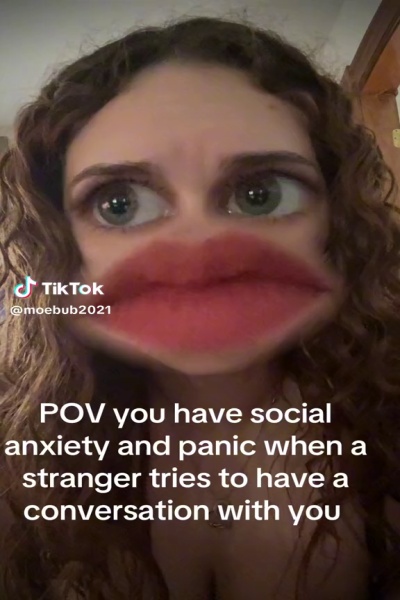 TikTok
@moebub2021
POV you have social
anxiety and panic when a
stranger tries to have a
conversation with you